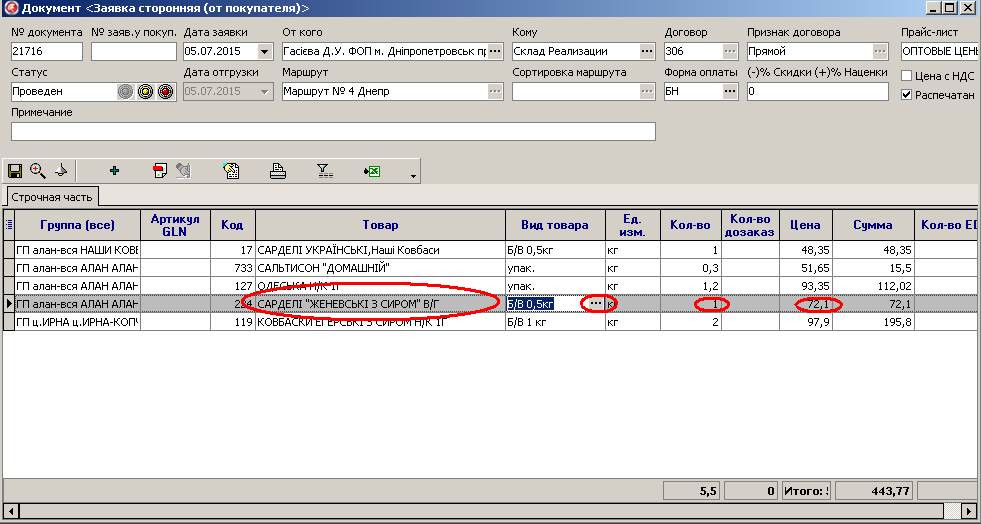 Документ <Заявка сторонняя (от покупателя)>
№ документа № заяв.у покуп. Дата заявки От кого Кому Договор Признак договора Прайс-лист
21716 05.07.2015 Гасієва Д.У. ФОП м. Дніпропетровськ пр Склад Реализации 306 Прямой ОПТОВЫЕ ЦЕНЫ
Статус Дата отгрузки Маршрут Сортировка маршрута Форма оплаты (-)% Скидки (+)% Наценки Цена с НДС
Проведен 05.07.2015 Маршрут № 4 Днепр БН 0 Распечатан
Примечание
Строчная часть
Группа (все) Артикул GLN Код Товар Вид товара Ед. изм. Кол-во Кол-во дозаказ Цена Сумма Кол-во ED
ГП алан-вся НАШИ КОВЕ 17 САРДЕЛІ УКРАЇНСЬКІ,Наші Ковбаси Б/В 0,5кг кг 1 48,35 48,35
ГП алан-вся АЛАН АЛАН 733 САЛЬТИСОН "ДОМАШНІЙ" упак. кг 0,3 51,65 15,5
ГП алан-вся АЛАН АЛАН 127 ОДЕСЬКА Н/К 1Г упак. кг 1,2 93,35 112,02
ГП алан-вся АЛАН АЛАН 224 САРДЕЛІ "ЖЕНЕВСЬКІ З СИРОМ" В/Г Б/В 0,5кг кг 1 72,1 72,1
ГП ц.ИРНА ц.ИРНА-КОПЧ 119 КОВБАСКИ ЕГЕРСЬКІ З СИРОМ Н/К 1Г Б/В 1 кг кг 2 97,9 195,8
5,5 0 Итого: 443,77